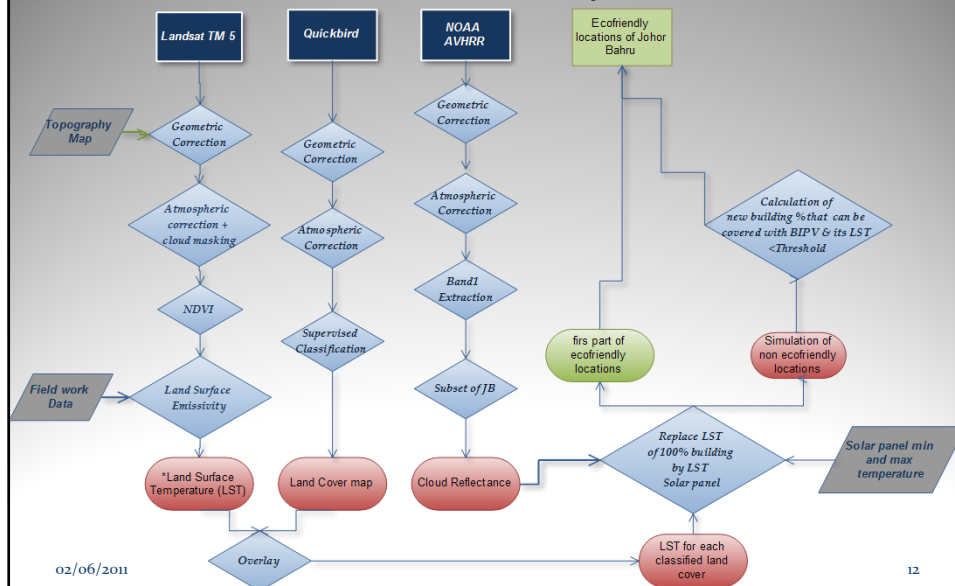 Landsat TM 5
Quickbird
NOAA
AVHRR
Ecofriendly
locations of Johor
Bahru
Topography
Map
Geometric
Correction
Geometric
Correction
Geometric
Correction
Atmospheric
correction +
cloud masking
Atmospheric
Correction
Atmospheric
Correction
Calculation of
new building %that can be
covered with BIPV & its LST
<Threshold
NDVI
Supervised
Classification
Band1
Extraction
firs part of
ecofriendly
locations
Simulation of
non ecofriendly
locations
Field work
Data
Land Surface
Emissivity
Subset of JB
Replace LST
of 100% building
by LST
Solar panel
Solar panel min
and max
temperature
*Land Surface
Temperature (LST)
Land Cover map
Cloud Reflectance
Overlay
LST for each
classified land
cover
02/06/2011
12